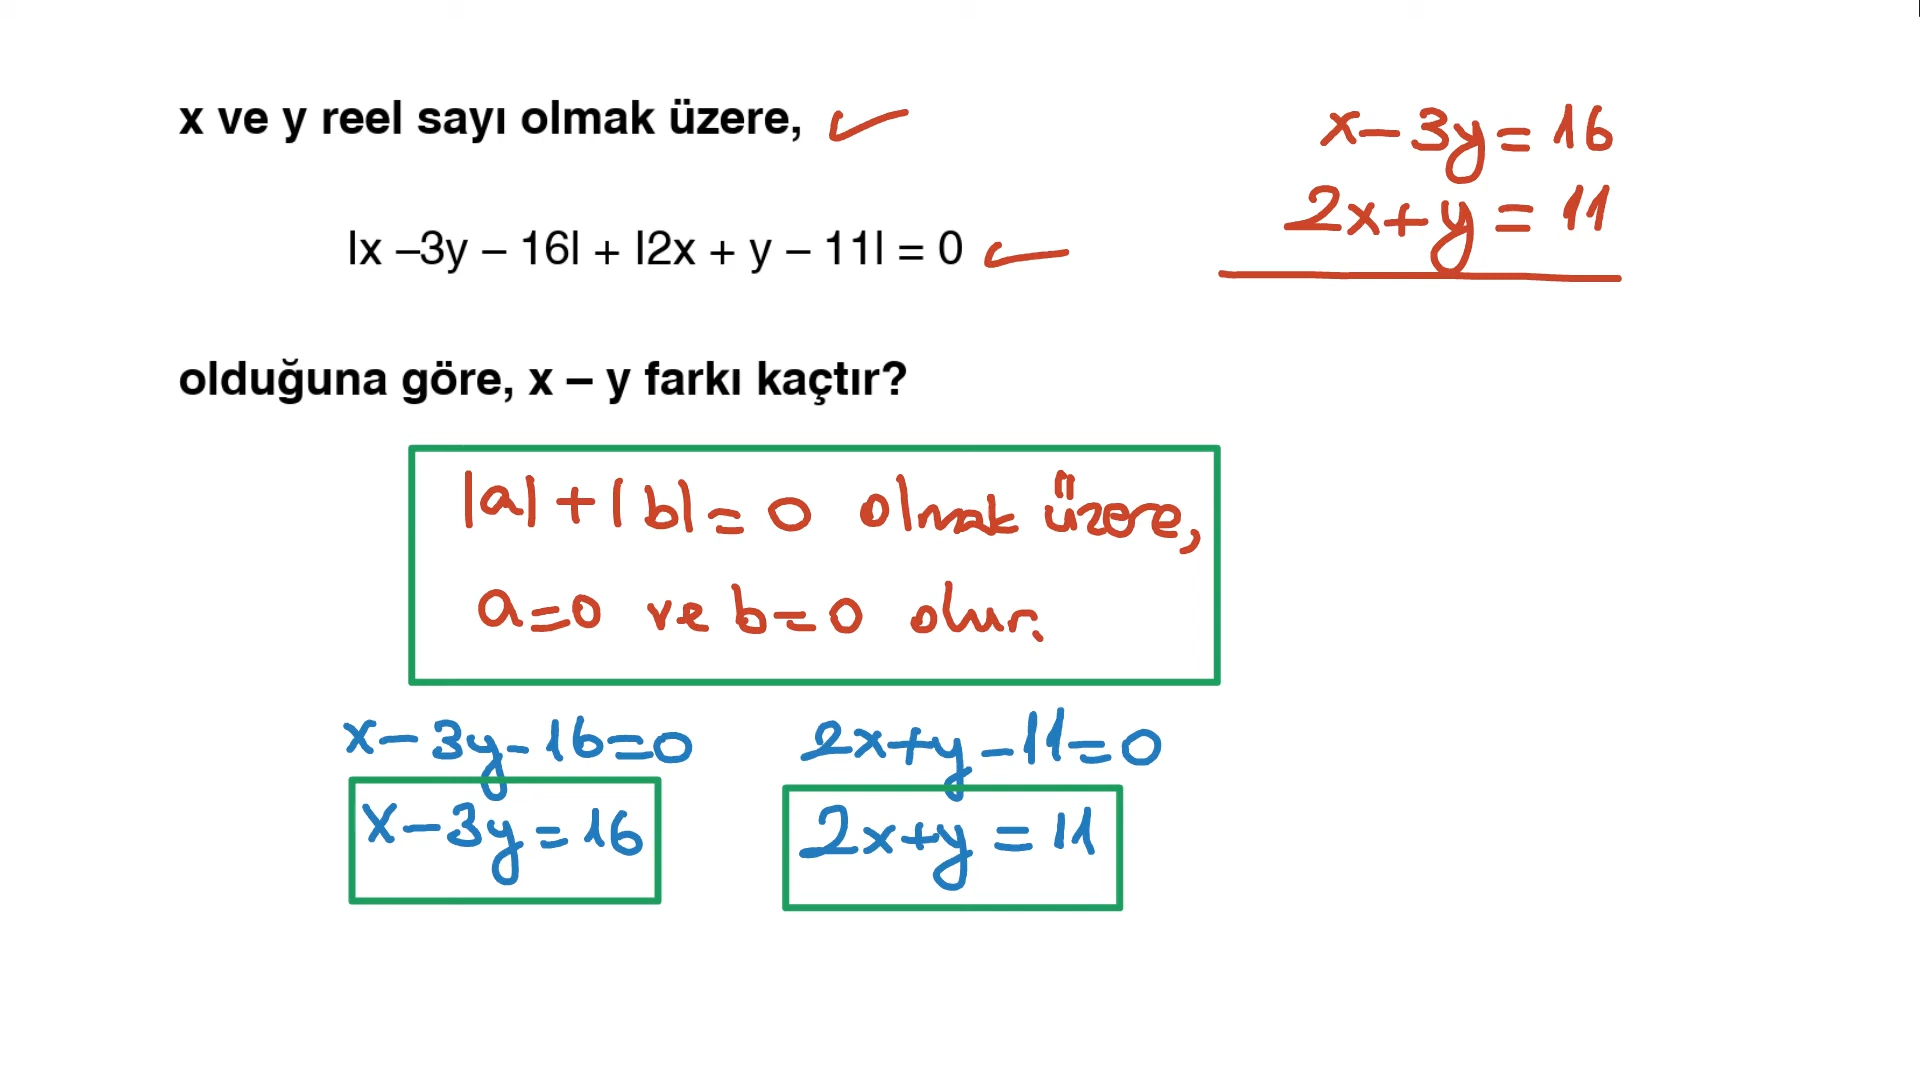 x ve y reel sayı olmak üzere,
|x –3y – 16| + |2x + y – 11| = 0
olduğuna göre, x – y farkı kaçtır?
x-3y=16
2x+y=11
|a|+|b|=0 olmak üzere,
a=0 ve b=0 olur.
x-3y-16=0
x-3y=16
2x+y-11=0
2x+y=11